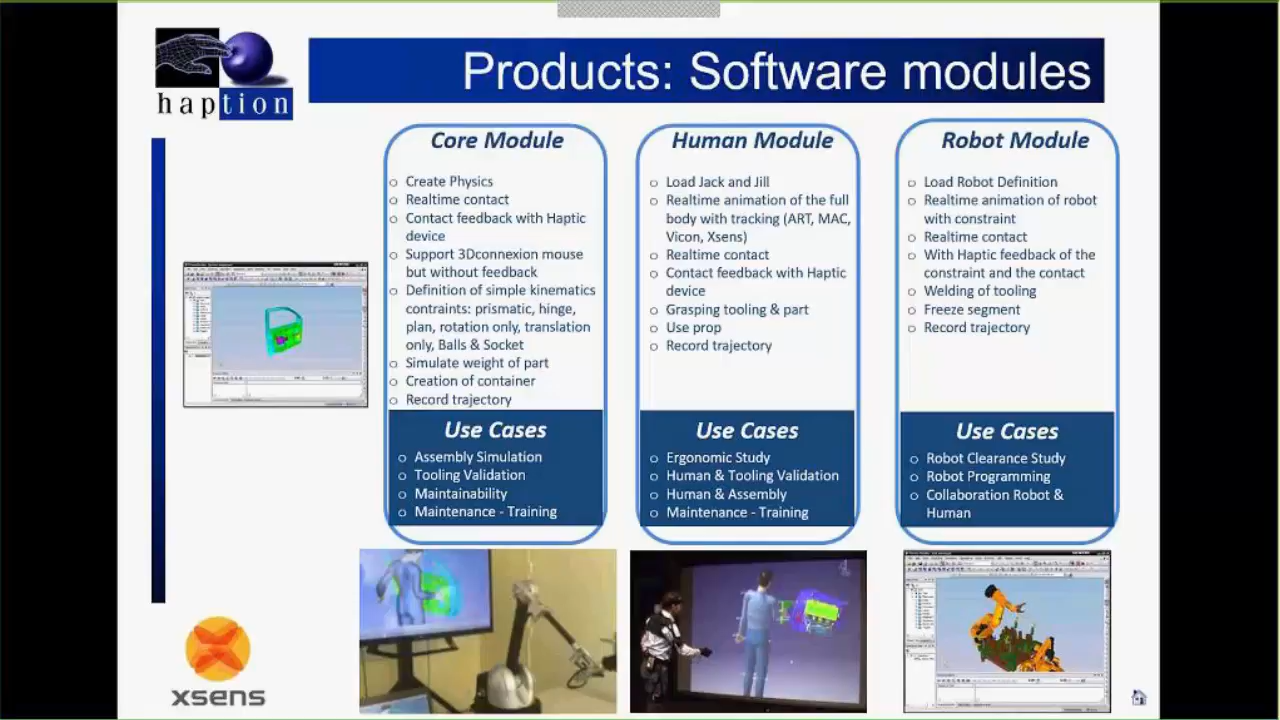 haption
Products: Software modules
Core Module
Create Physics
Realtime contact
Contact feedback with Haptic
device
Support 3Dconnexion mouse
but without feedback
Definition of simple kinematics
contraints: prismatic, hinge,
plan, rotation only, translation
only, Balls & Socket
Simulate weight of part
Creation of container
Record trajectory
Use Cases
Assembly Simulation
Tooling Validation
Maintainability
Maintenance - Training
Human Module
Load Jack and Jill
Realtime animation of the full
body with tracking (ART, MAC,
Vicon, Xsens)
Realtime contact
Contact feedback with Haptic
device
Grasping tooling & part
Use prop
Record trajectory
Use Cases
Ergonomic Study
Human & Tooling Validation
Human & Assembly
Maintenance - Training
Robot Module
Load Robot Definition
Realtime animation of robot
with constraint
Realtime contact
With Haptic feedback of the
constraint and the contact
Welding of tooling
Freeze segment
Record trajectory
Use Cases
Robot Clearance Study
Robot Programming
Collaboration Robot &
Human
xsens